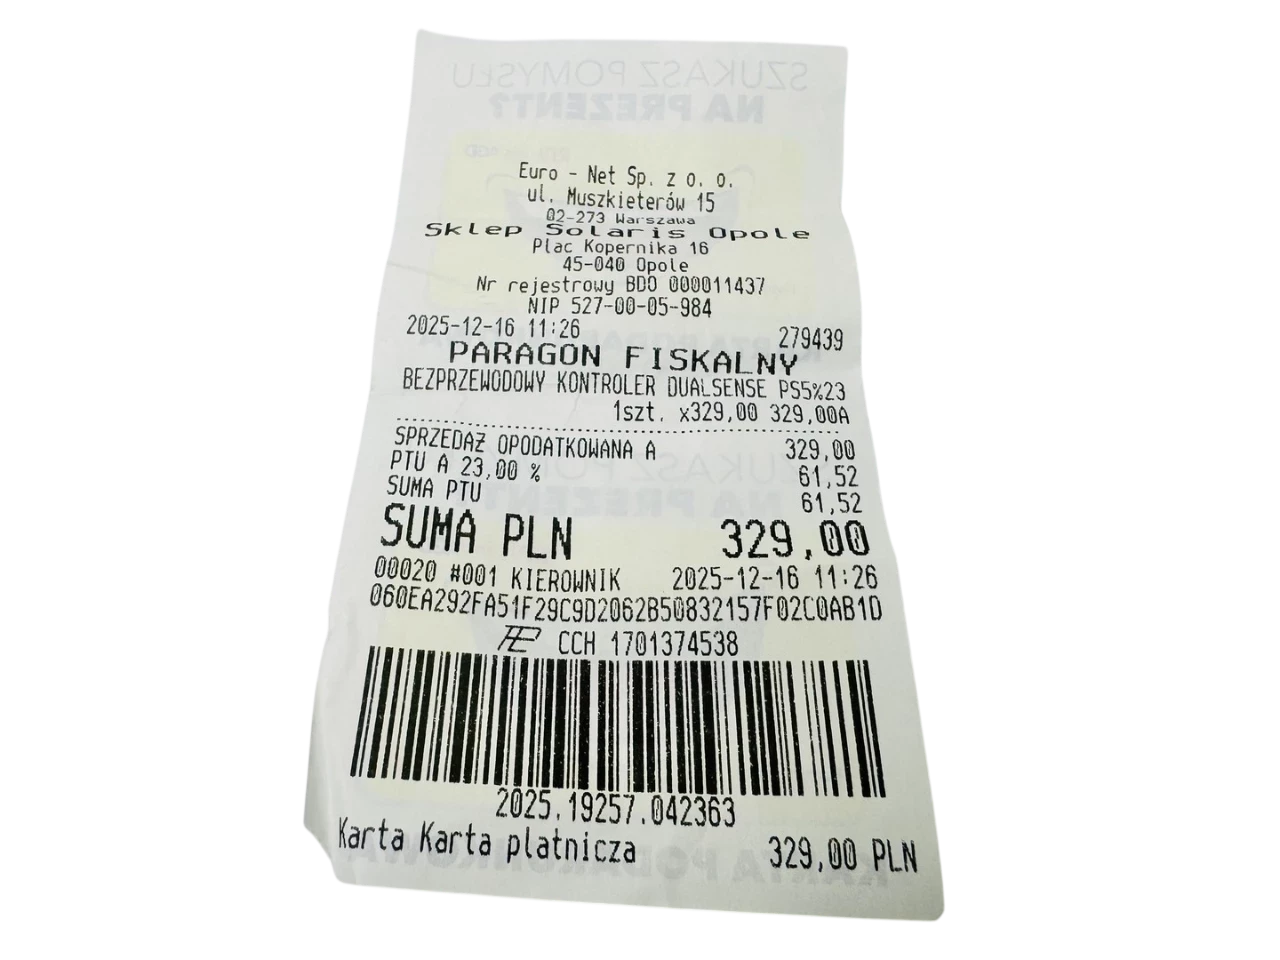 SZUKASZ POMYSŁU
NA PREZENT?
Euro - Net Sp. z o. o.
ul. Muszkieterów 15
02-273 Warszawa
Sklep Solaris Opole
Plac Kopernika 16
45-040 Opole
Nr rejestrowy BDO 000011437
NIP 527-00-05-984
2025-12-16 11:26 279439
PARAGON FISKALNY
BEZPRZEWODOWY KONTROLER DUALSENSE PS5%23
1szt. x329,00 329,00A
SPRZEDAŻ OPODATKOWANA A 329,00
PTU A 23,00 % 61,52
SUMA PTU 61,52
SUMA PLN 329,00
00020 #001 KIEROWNIK 2025-12-16 11:26
060EA292FA51F29C9D2062B50832157F02C0AB1D
CCH 1701374538
2025.19257.042363
Karta Karta płatnicza 329,00 PLN